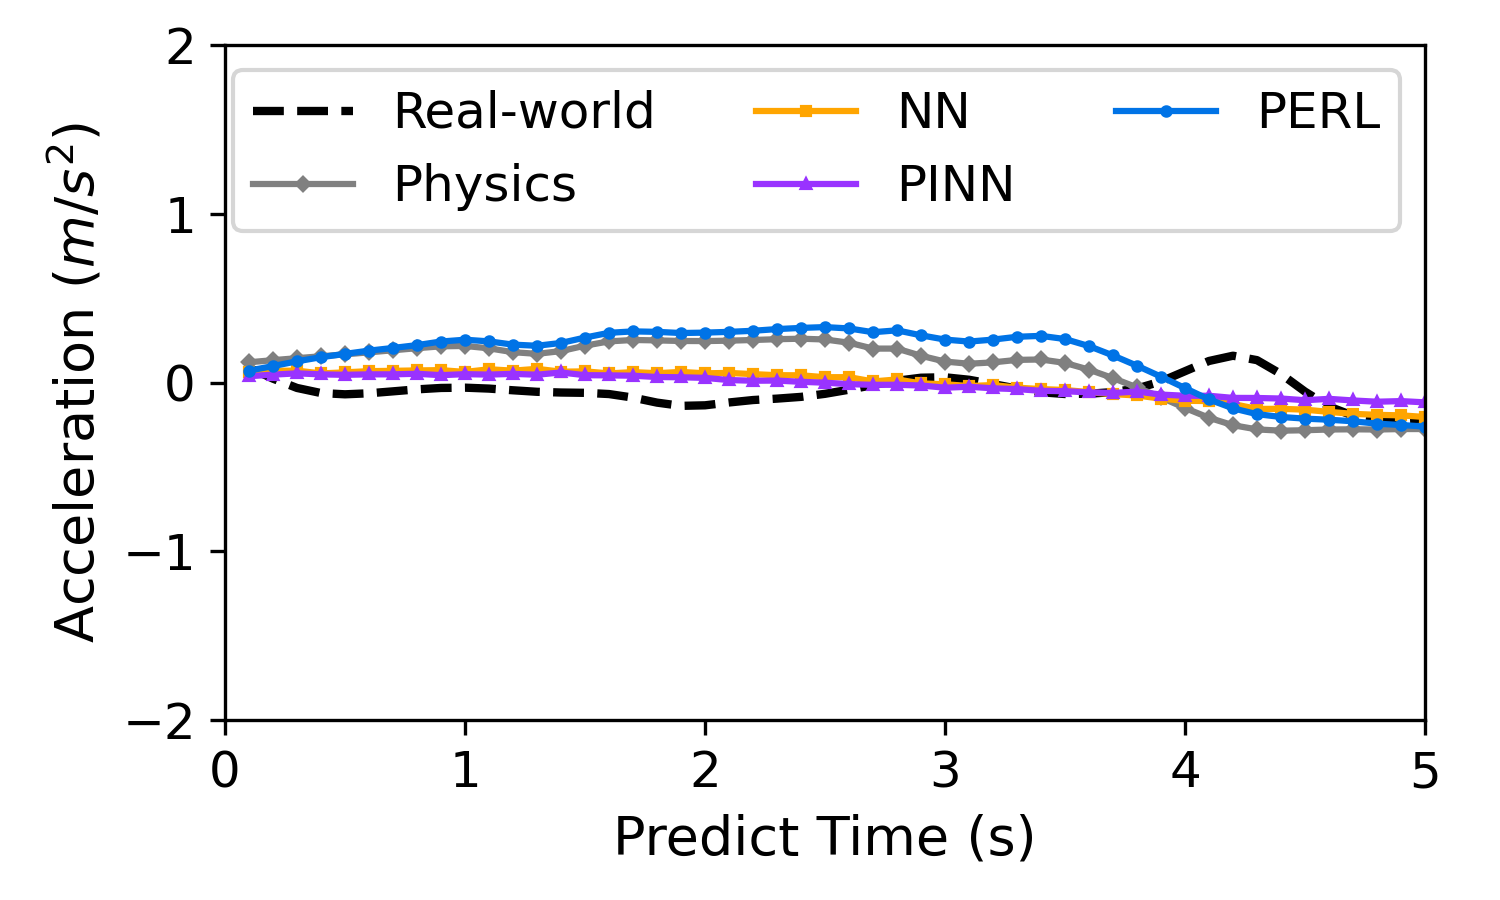 2
1
0
−1
−2
Acceleration (m/s²)
Real-world
Physics
NN
PINN
PERL
0 1 2 3 4 5
Predict Time (s)